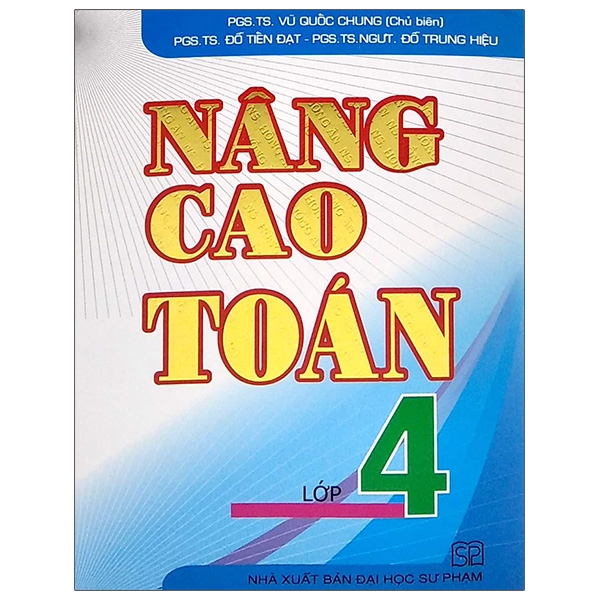 PGS.TS. VŨ QUỐC CHUNG (Chủ biên)
PGS.TS. ĐỖ TIẾN ĐẠT - PGS.TS.NGƯT. ĐỖ TRUNG HIỆU
NÂNG
CAO
TOÁN
LỚP 4
SP
NHÀ XUẤT BẢN ĐẠI HỌC SƯ PHẠM